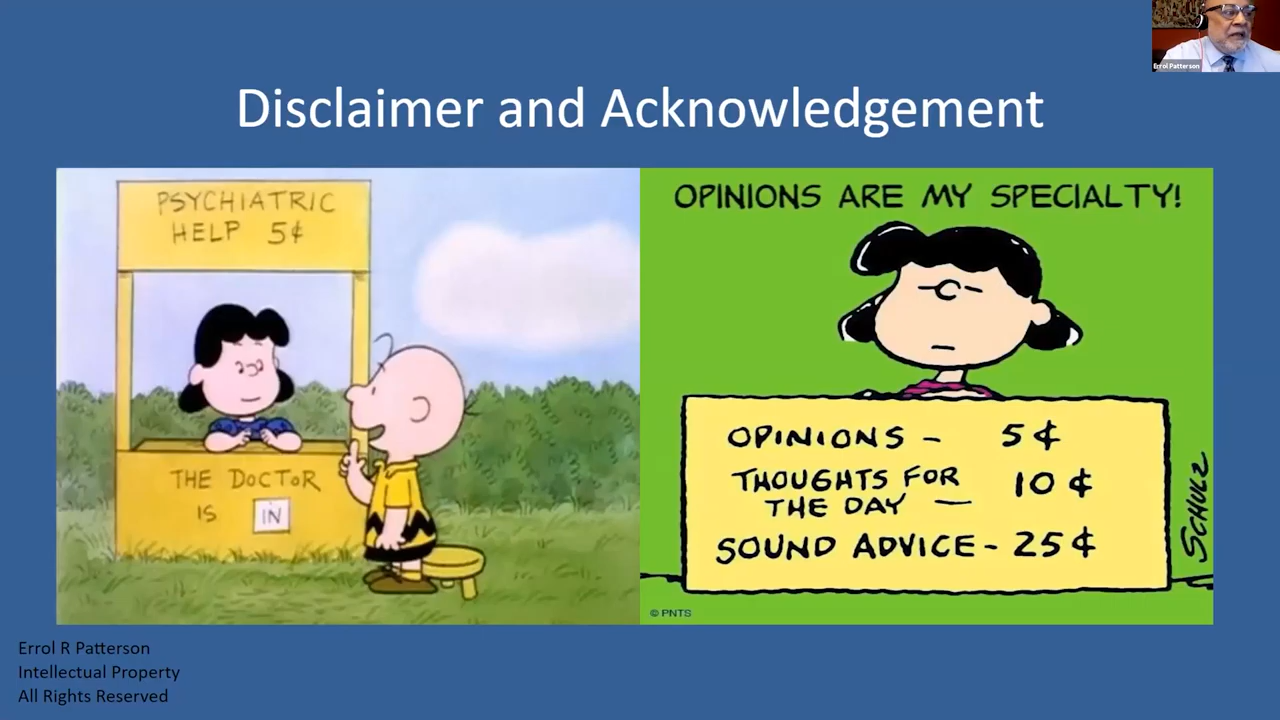 Errol Patterson
Disclaimer and Acknowledgement
PSYCHIATRIC
HELP 5¢
THE DOCTOR
IS IN
OPINIONS ARE MY SPECIALTY!
OPINIONS – 5¢
THOUGHTS FOR
THE DAY — 10¢
SOUND ADVICE - 25¢
SCHULZ
© PNTS
Errol R Patterson
Intellectual Property
All Rights Reserved